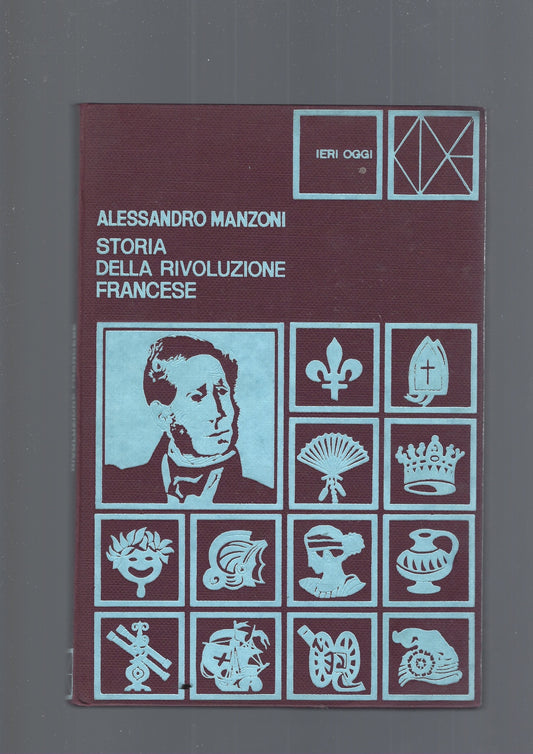 IERI OGGI
ALESSANDRO MANZONI
STORIA
DELLA RIVOLUZIONE
FRANCESE